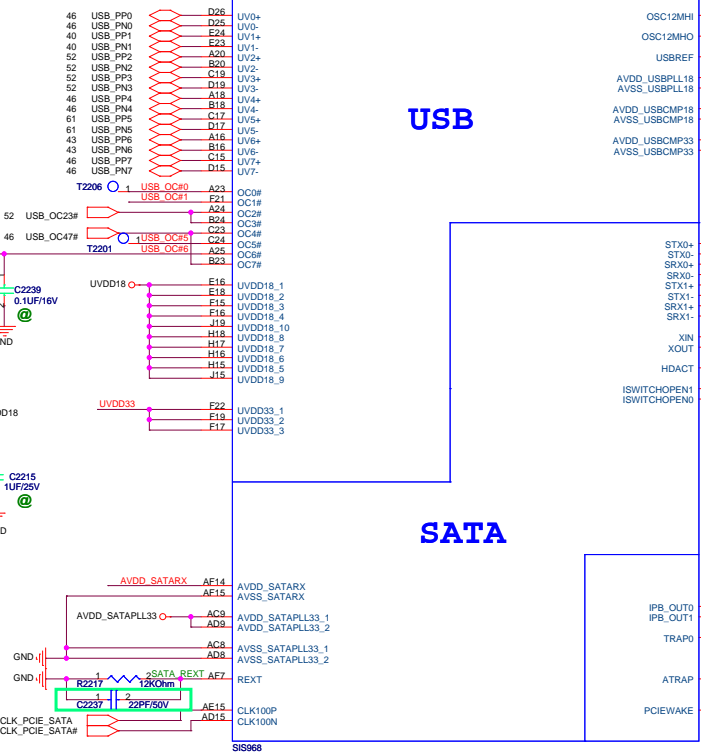 46 USB_PP0 D26 UV0+ OSC12MHI
46 USB_PN0 D25 UV0-
40 USB_PP1 E24 UV1+ OSC12MHO
40 USB_PN1 E23 UV1-
52 USB_PP2 A20 UV2+ USBREF
52 USB_PN2 B20 UV2-
52 USB_PP3 C19 UV3+ AVDD_USBPLL18
52 USB_PN3 D19 UV3- AVSS_USBPLL18
46 USB_PP4 A18 UV4+
46 USB_PN4 B18 UV4- AVDD_USBCMP18
61 USB_PP5 C17 UV5+ AVSS_USBCMP18
61 USB_PN5 D17 UV5-
43 USB_PP6 A16 UV6+ AVDD_USBCMP33
43 USB_PN6 B16 UV6- AVSS_USBCMP33
46 USB_PP7 C15 UV7+
46 USB_PN7 D15 UV7-
USB
T2206 1 USB_OC#0 A23 OC0#
USB_OC#1 F21 OC1#
52 USB_OC23# A24 OC2#
B24 OC3#
46 USB_OC47# C23 OC4#
T2201 1 USB_OC#5 C24 OC5# STX0+
USB_OC#6 A25 OC6# STX0-
B23 OC7# SRX0+
SRX0-
UVDD18 E16 UVDD18_1 STX1+
E18 UVDD18_2 STX1-
F15 UVDD18_3 SRX1+
F16 UVDD18_4 SRX1-
J19 UVDD18_10
H18 UVDD18_8 XIN
H17 UVDD18_7 XOUT
H16 UVDD18_6
H15 UVDD18_5 HDACT
J15 UVDD18_9
ISWITCHOPEN1
ISWITCHOPEN0
C2239
0.1UF/16V
@
2
ND
UVDD33 F22 UVDD33_1
F19 UVDD33_2
F17 UVDD33_3
D18
C2215
1UF/25V
@
D
SATA
AVDD_SATARX AF14 AVDD_SATARX
AF15 AVSS_SATARX
IPB_OUT0
AVDD_SATAPLL33 AC9 AVDD_SATAPLL33_1 IPB_OUT1
AD9 AVDD_SATAPLL33_2
TRAP0
AC8 AVSS_SATAPLL33_1
GND AD8 AVSS_SATAPLL33_2
GND 1 2 SATA_REXT AF7 REXT ATRAP
R2217 12KOhm
1 2
C2237 22PF/50V
AE15 CLK100P PCIEWAKE
CLK_PCIE_SATA AD15 CLK100N
CLK_PCIE_SATA#
SIS968